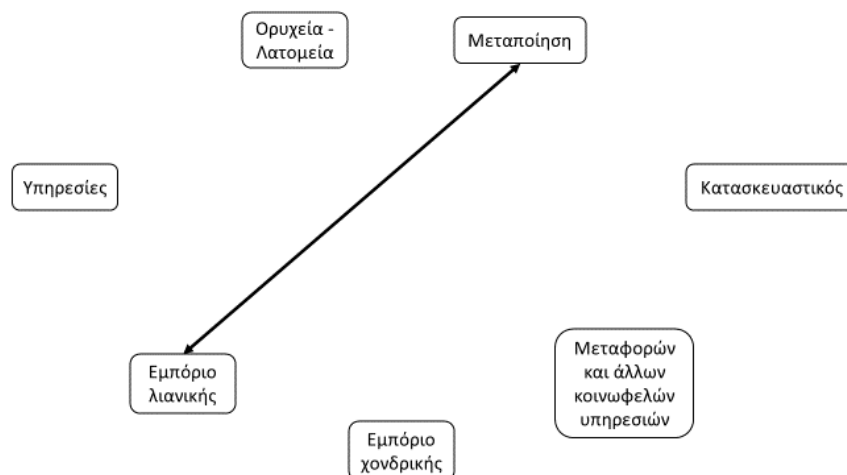 Ορυχεία -
Λατομεία
Μεταποίηση
Υπηρεσίες
Κατασκευαστικός
Εμπόριο
λιανικής
Μεταφορών
και άλλων
κοινωφελών
υπηρεσιών
Εμπόριο
χονδρικής